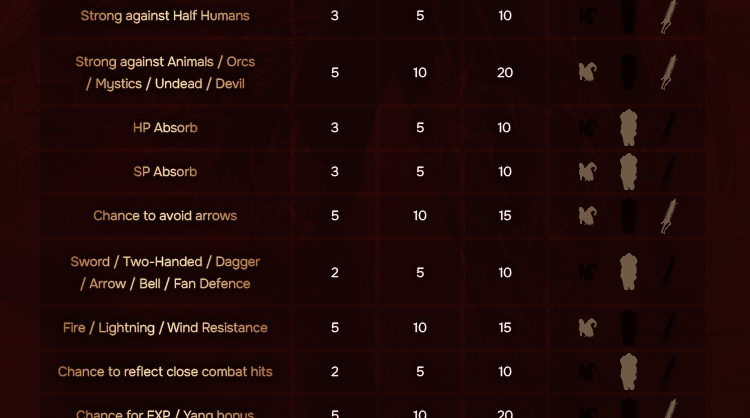 Strong against Half Humans 3 5 10
Strong against Animals / Orcs
/ Mystics / Undead / Devil 5 10 20
HP Absorb 3 5 10
SP Absorb 3 5 10
Chance to avoid arrows 5 10 15
Sword / Two-Handed / Dagger
/ Arrow / Bell / Fan Defence 2 5 10
Fire / Lightning / Wind Resistance 5 10 15
Chance to reflect close combat hits 2 5 10
Chance for EXP / Yang bonus 5 10 20